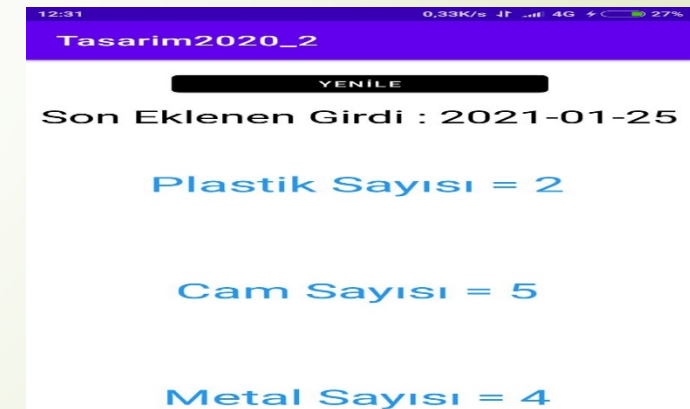 12:31 0,33K/s 4G 27%
Tasarim2020_2
YENİLE
Son Eklenen Girdi : 2021-01-25
Plastik Sayısı = 2
Cam Sayısı = 5
Metal Sayısı = 4